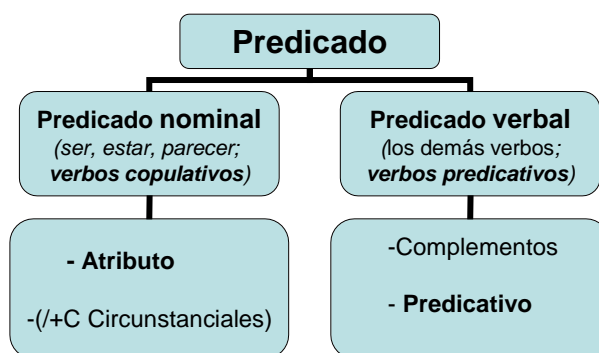 Predicado
Predicado nominal
(ser, estar, parecer;
verbos copulativos)
Predicado verbal
(los demás verbos;
verbos predicativos)
- Atributo
-(/+C Circunstanciales)
-Complementos
- Predicativo